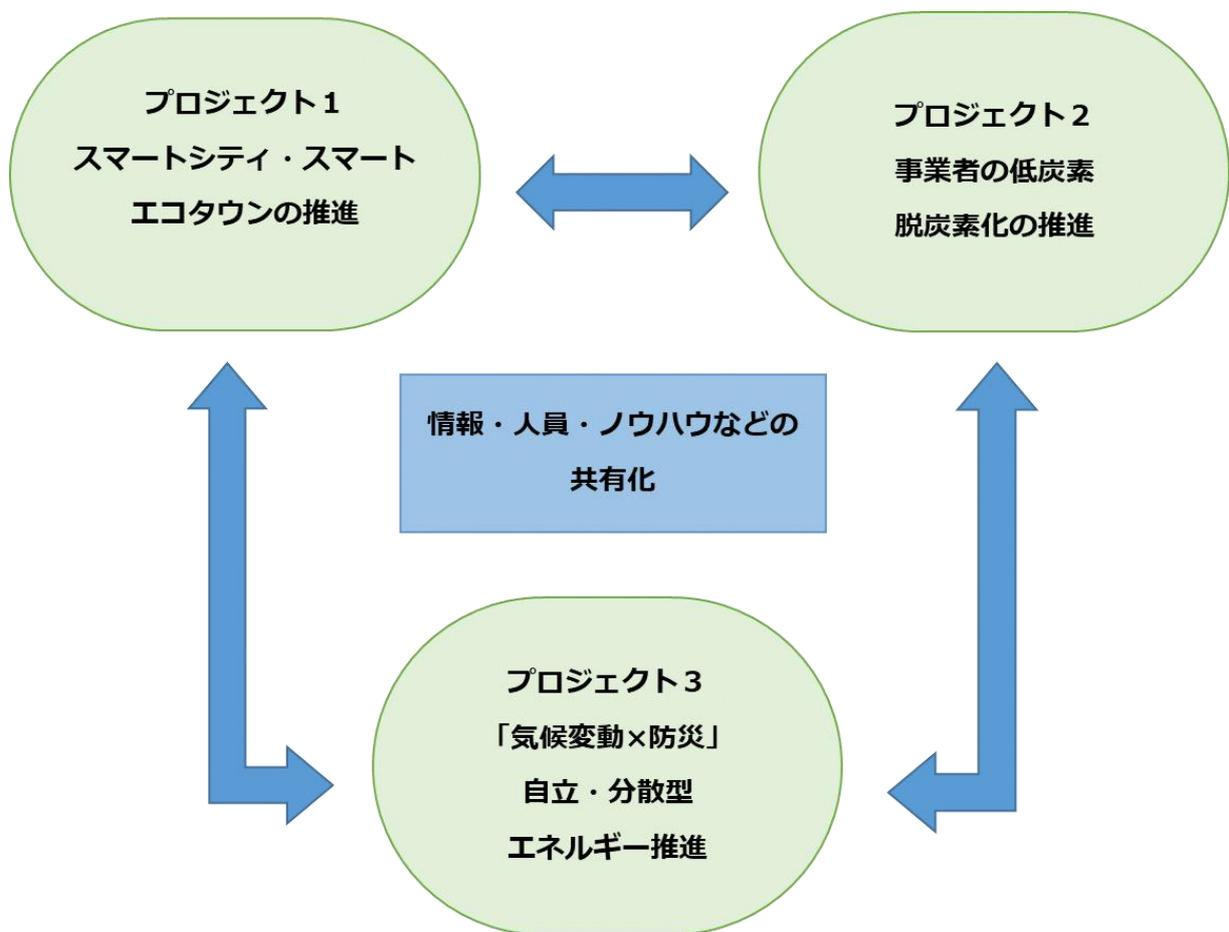 プロジェクト１
スマートシティ・スマート
エコタウンの推進
プロジェクト２
事業者の低炭素
脱炭素化の推進
情報・人員・ノウハウなどの
共有化
プロジェクト３
「気候変動×防災」
自立・分散型
エネルギー推進